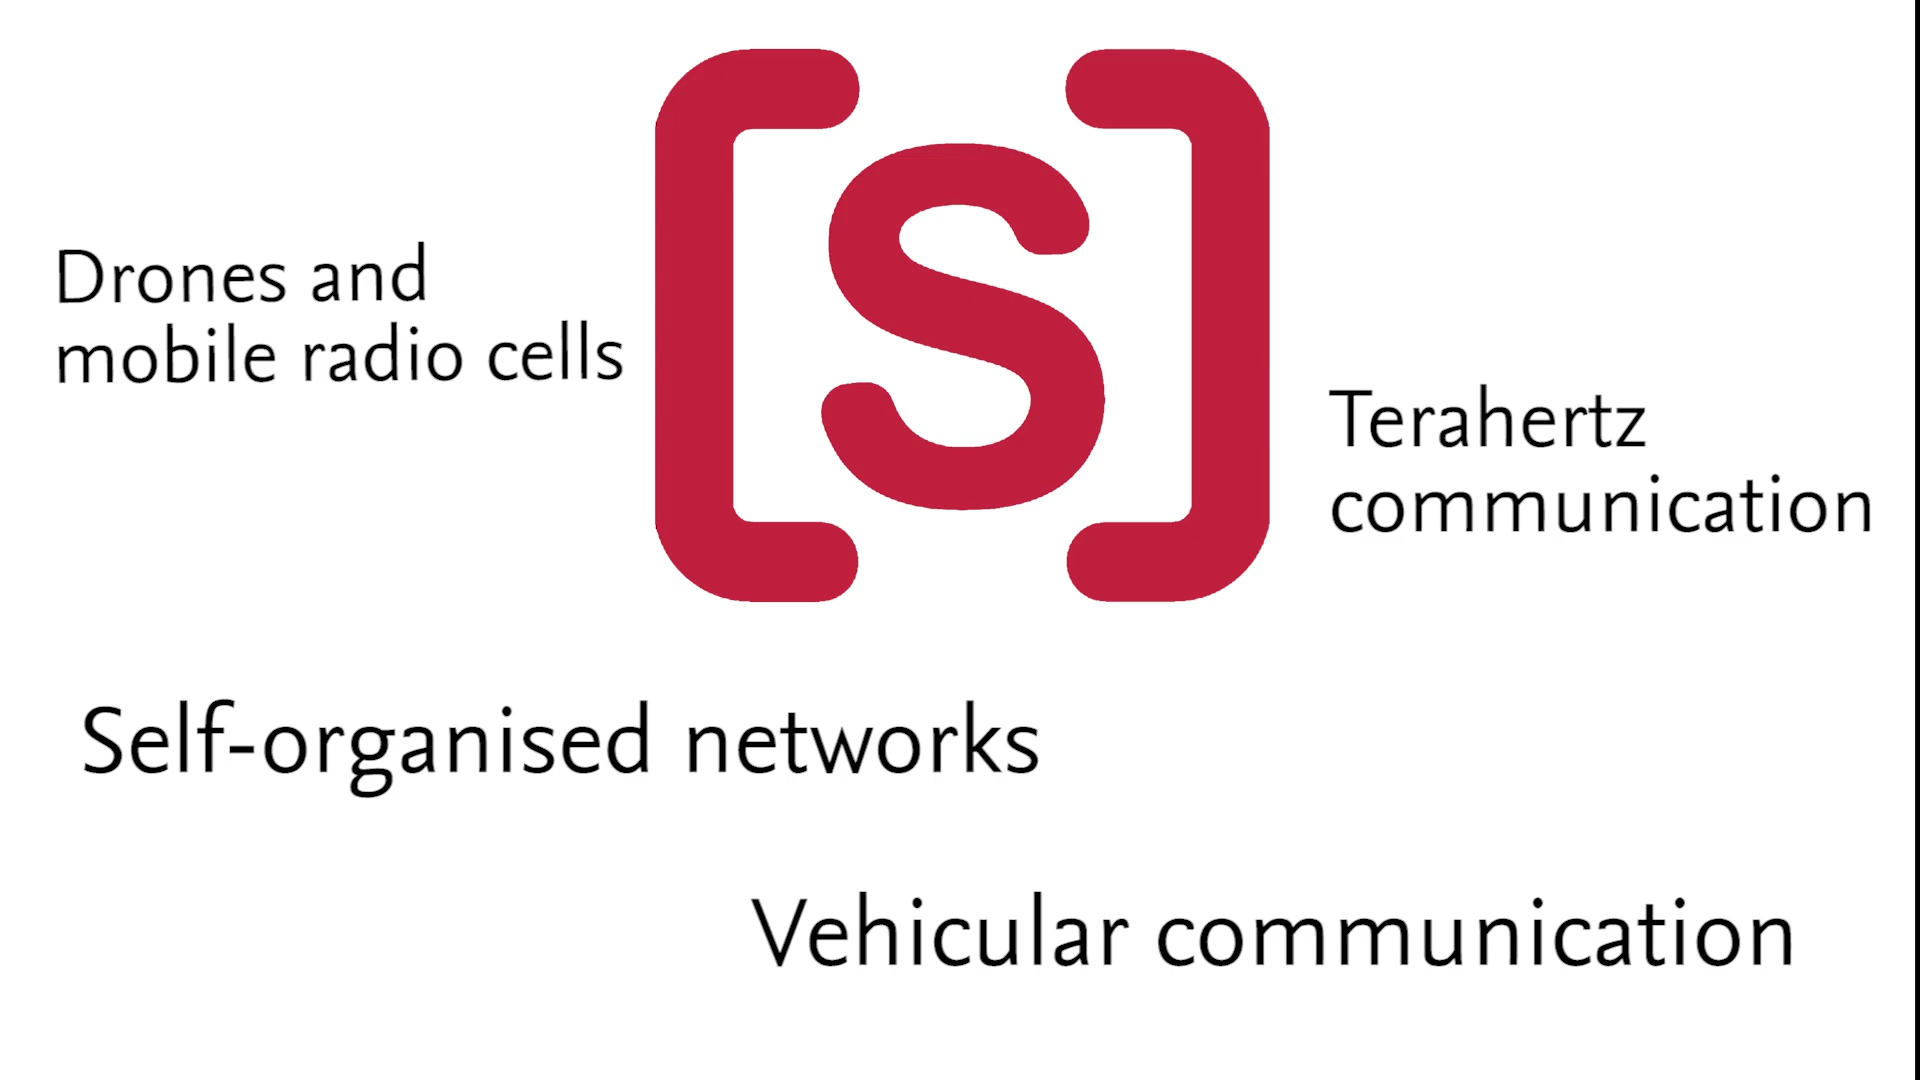 [s]
Drones and
mobile radio cells
Terahertz
communication
Self-organised networks
Vehicular communication